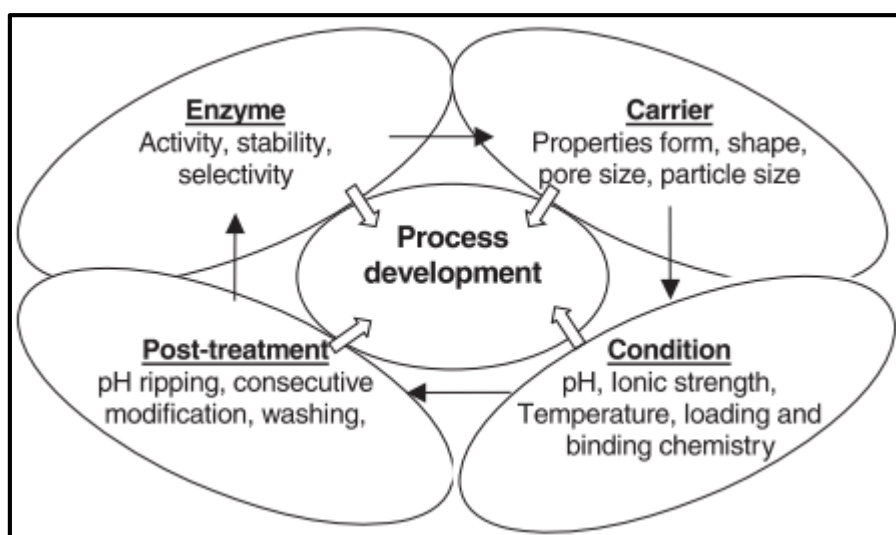 Enzyme
Activity, stability,
selectivity
Carrier
Properties form, shape,
pore size, particle size
Process
development
Post-treatment
pH ripping, consecutive
modification, washing,
Condition
pH, Ionic strength,
Temperature, loading and
binding chemistry